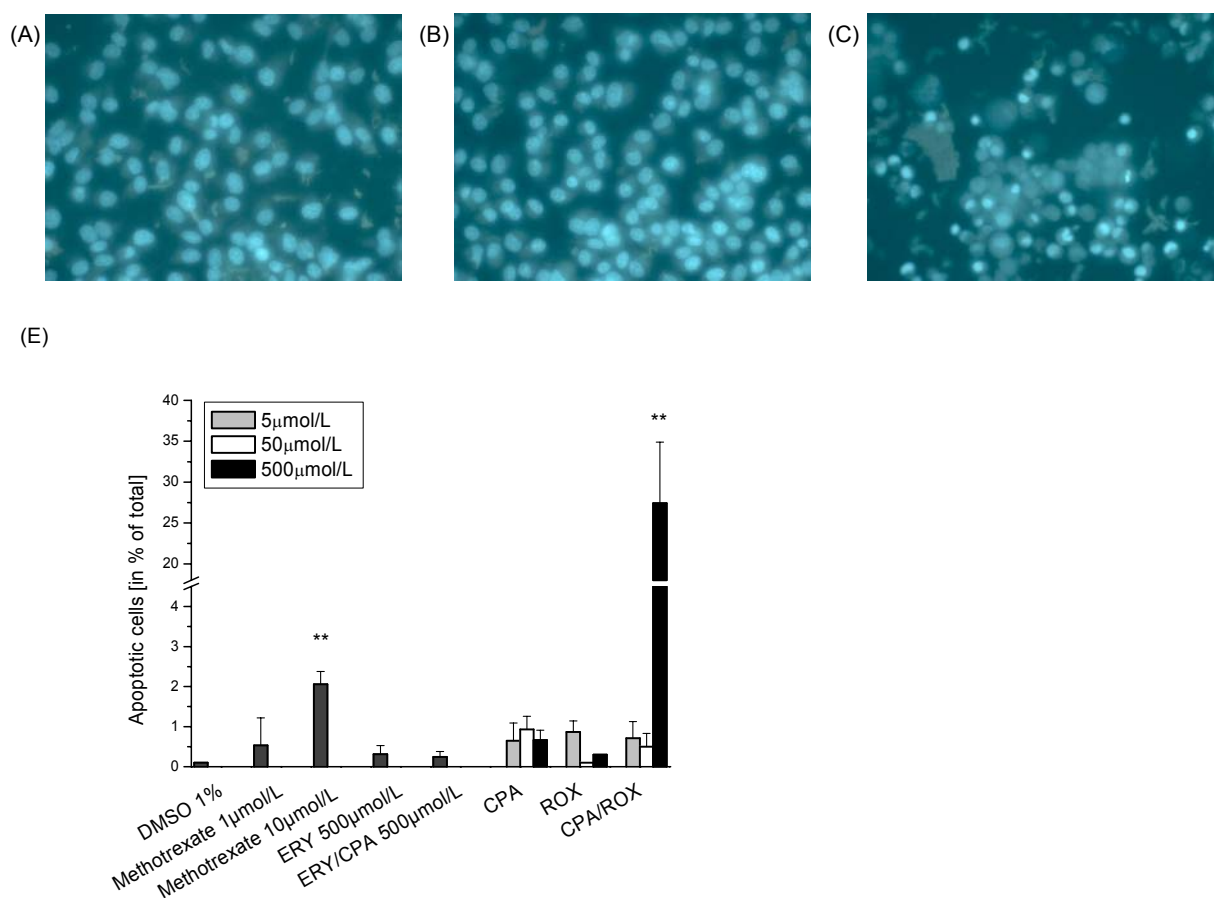 (A)
(B)
(C)
(E)
40
35
30
25
20
4
3
2
1
0
Apoptotic cells [in % of total]
5μmol/L
50μmol/L
500μmol/L
**
**
DMSO 1%
Methotrexate 1μmol/L
Methotrexate 10μmol/L
ERY 500μmol/L
ERY/CPA 500μmol/L
CPA
ROX
CPA/ROX